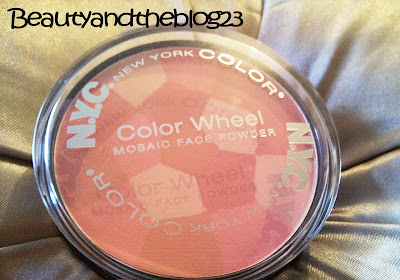 Beautyandtheblog23
N.Y.C. NEW YORK COLOR®
Color Wheel
MOSAIC FACE POWDER
N.Y.C. NEW YORK COLOR®